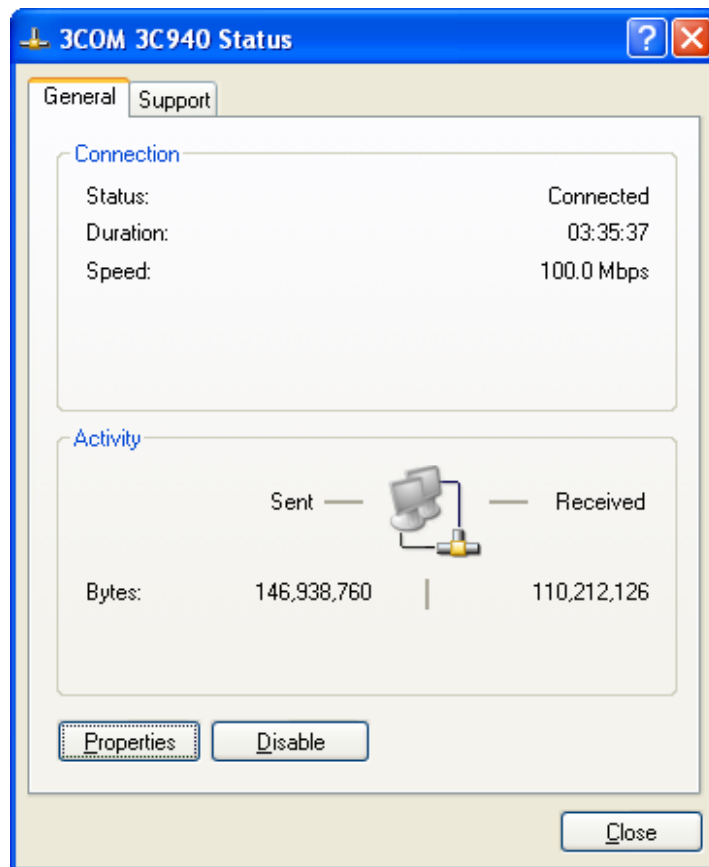 3COM 3C940 Status
General Support
Connection
Status: Connected
Duration: 03:35:37
Speed: 100.0 Mbps
Activity
Sent Received
Bytes: 146,938,760 110,212,126
Properties Disable
Close